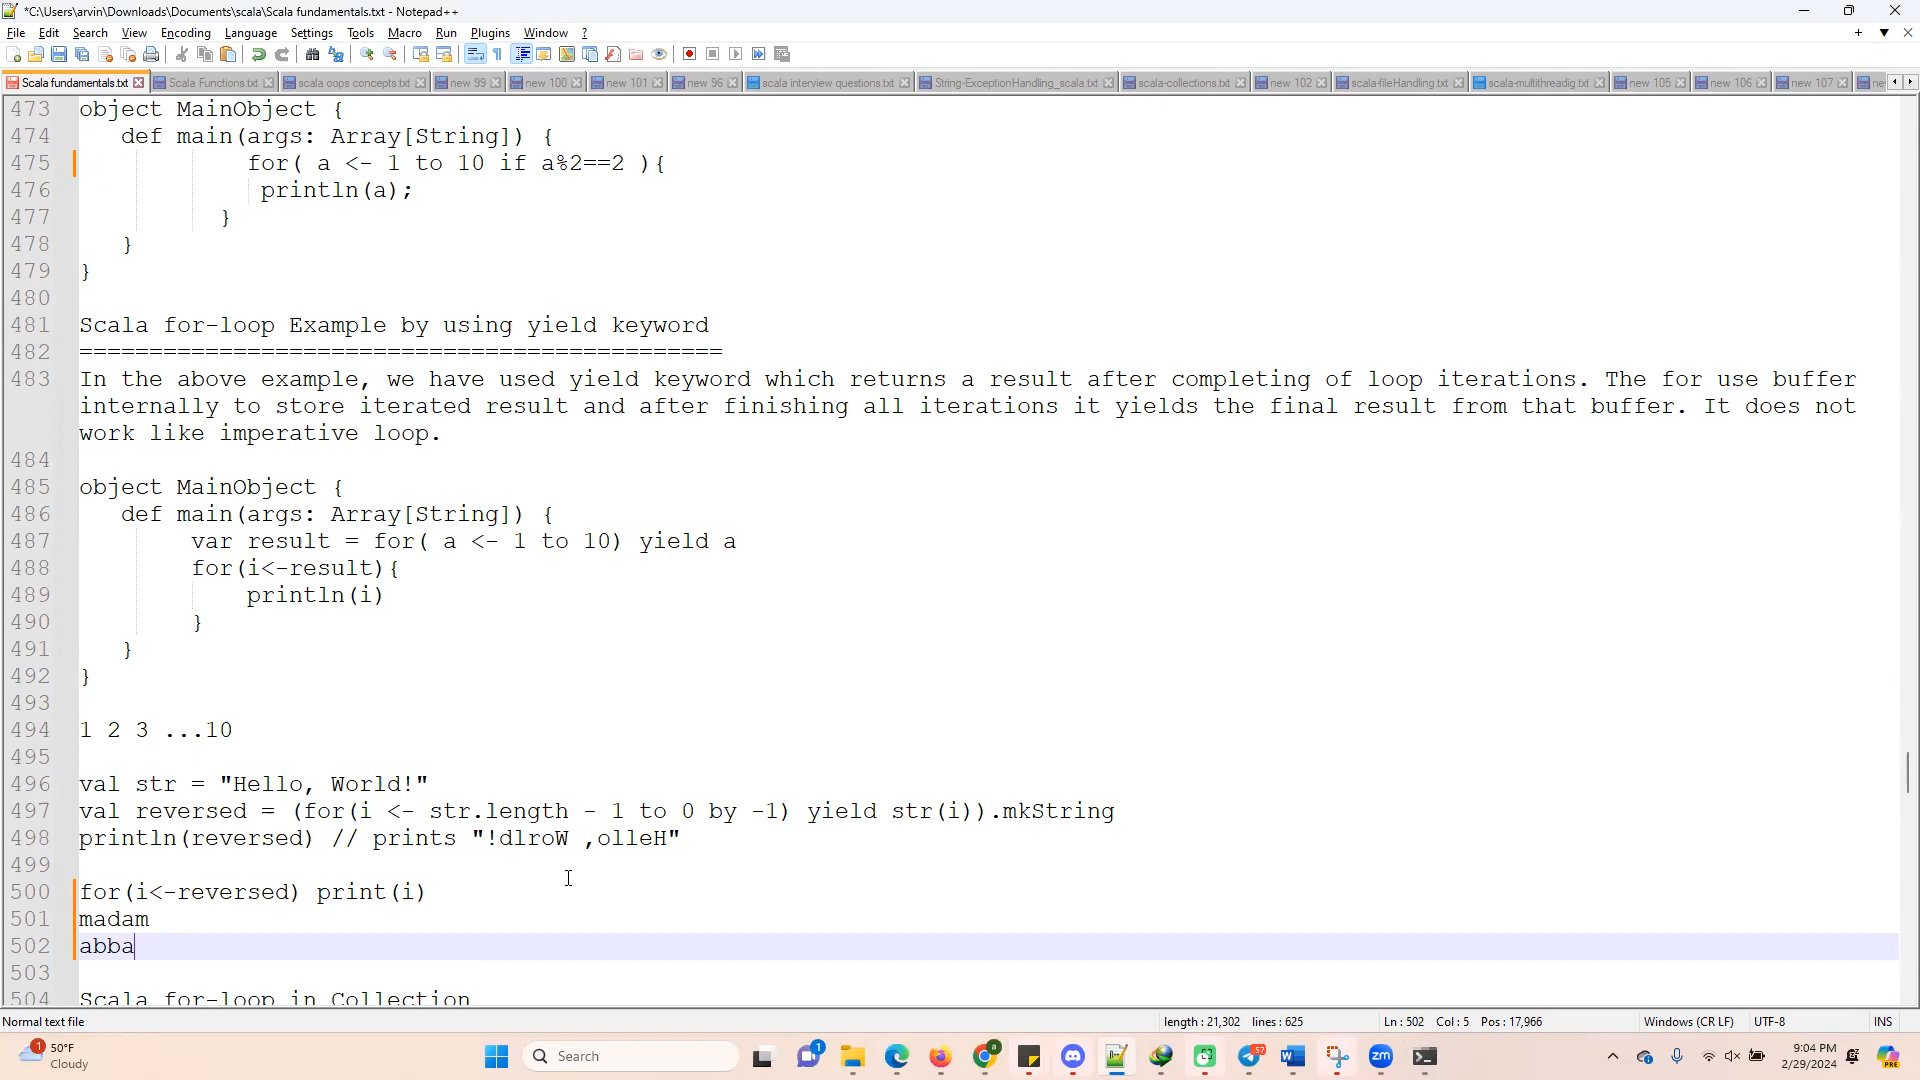 *C:\Users\arvin\Downloads\Documents\scala\Scala fundamentals.txt - Notepad++
File Edit Search View Encoding Language Settings Tools Macro Run Plugins Window ?
Scala fundamentals.txt Scala Functions.txt scala oops concepts.txt new 99 new 100 new 101 new 96 scala interview questions.txt String-ExceptionHandling_scala.txt scala-collections.txt new 102 scala-fileHandling.txt scala-multithreadig.txt new 105 new 106 new 107 ne
473 object MainObject {
474 def main(args: Array[String]) {
475 for( a <- 1 to 10 if a%2==2 ){
476 println(a);
477 }
478 }
479 }
480
481 Scala for-loop Example by using yield keyword
482 ==============================================
483 In the above example, we have used yield keyword which returns a result after completing of loop iterations. The for use buffer
internally to store iterated result and after finishing all iterations it yields the final result from that buffer. It does not
work like imperative loop.
484
485 object MainObject {
486 def main(args: Array[String]) {
487 var result = for( a <- 1 to 10) yield a
488 for(i<-result){
489 println(i)
490 }
491 }
492 }
493
494 1 2 3 ...10
495
496 val str = "Hello, World!"
497 val reversed = (for(i <- str.length - 1 to 0 by -1) yield str(i)).mkString
498 println(reversed) // prints "!dlroW ,olleH"
499
500 for(i<-reversed) print(i)
501 madam
502 abba
503
504 Scala for-loop in Collection
Normal text file length : 21,302 lines : 625 Ln : 502 Col : 5 Pos : 17,966 Windows (CR LF) UTF-8 INS
1 50°F
Cloudy
Search
1
57
zm
9:04 PM
2/29/2024
PRE